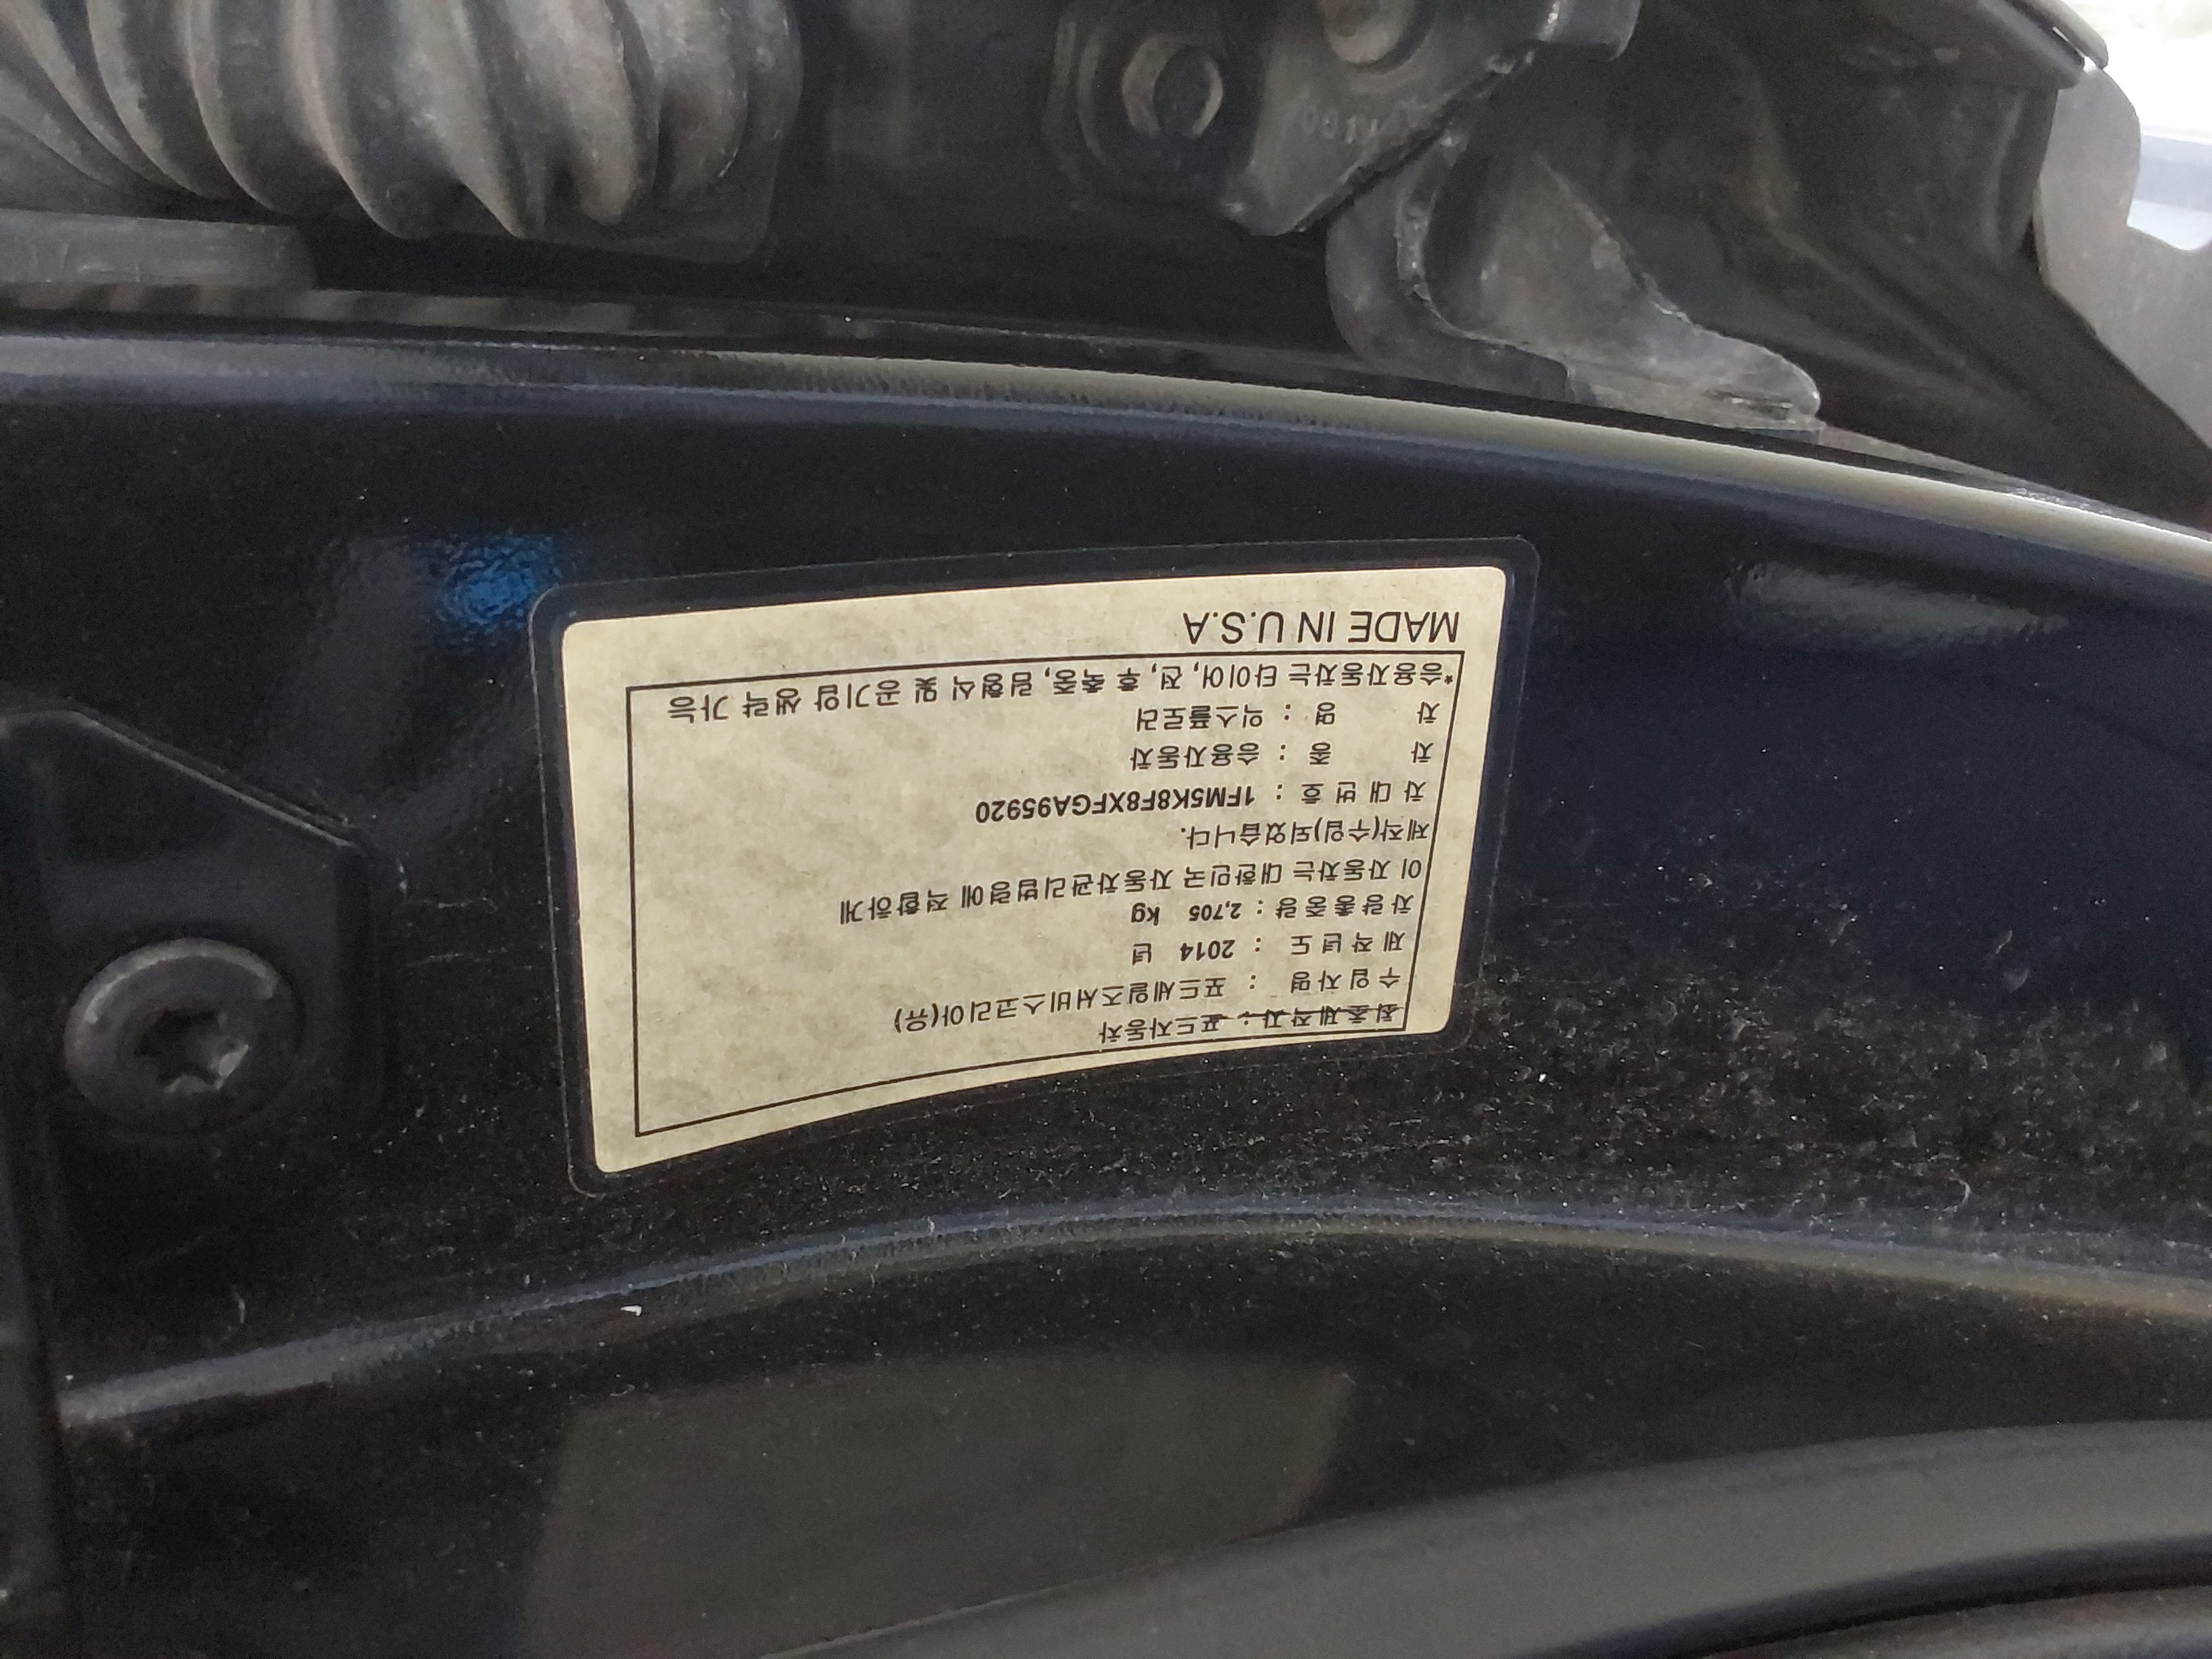 최초제작자 : 포드자동차
수입자명 : 포드세일즈서비스코리아(유)
제작년도 : 2014 년
차량총중량 : 2,705 kg
이 자동차는 대한민국 자동차관리법령에 적합하게
제작(수입)되었습니다.
차대번호 : 1FM5K8F8XFGA95920
차 종 : 승용자동차
차 명 : 익스플로러
*승용자동차는 타이어, 전, 후 축중, 림형식 및 공기압 생략 가능
MADE IN U.S.A